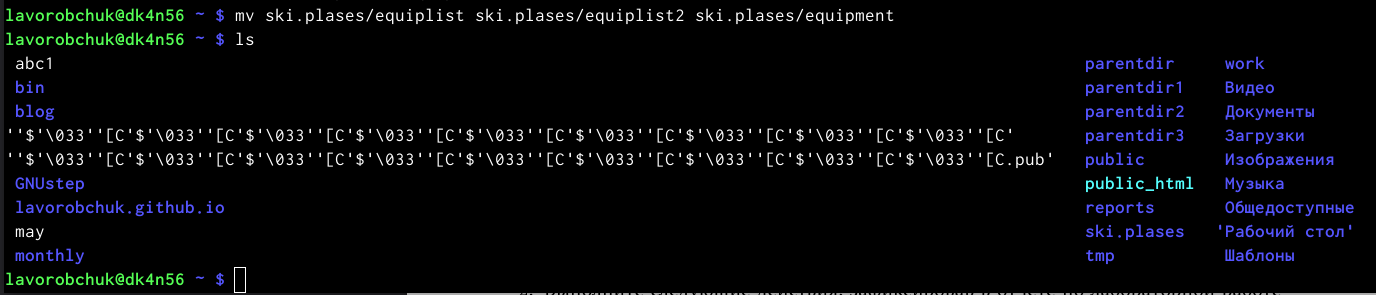 lavorobchuk@dk4n56 ~ $ mv ski.plases/equiplist ski.plases/equiplist2 ski.plases/equipment
lavorobchuk@dk4n56 ~ $ ls
abc1 parentdir work
bin parentdir1 Видео
blog parentdir2 Документы
''$'\033''[C'$'\033''[C'$'\033''[C'$'\033''[C'$'\033''[C'$'\033''[C'$'\033''[C'$'\033''[C'$'\033''[C' parentdir3 Загрузки
''$'\033''[C'$'\033''[C'$'\033''[C'$'\033''[C'$'\033''[C'$'\033''[C'$'\033''[C'$'\033''[C'$'\033''[C.pub' public Изображения
GNUstep public_html Музыка
lavorobchuk.github.io reports Общедоступные
may ski.plases 'Рабочий стол'
monthly tmp Шаблоны
lavorobchuk@dk4n56 ~ $